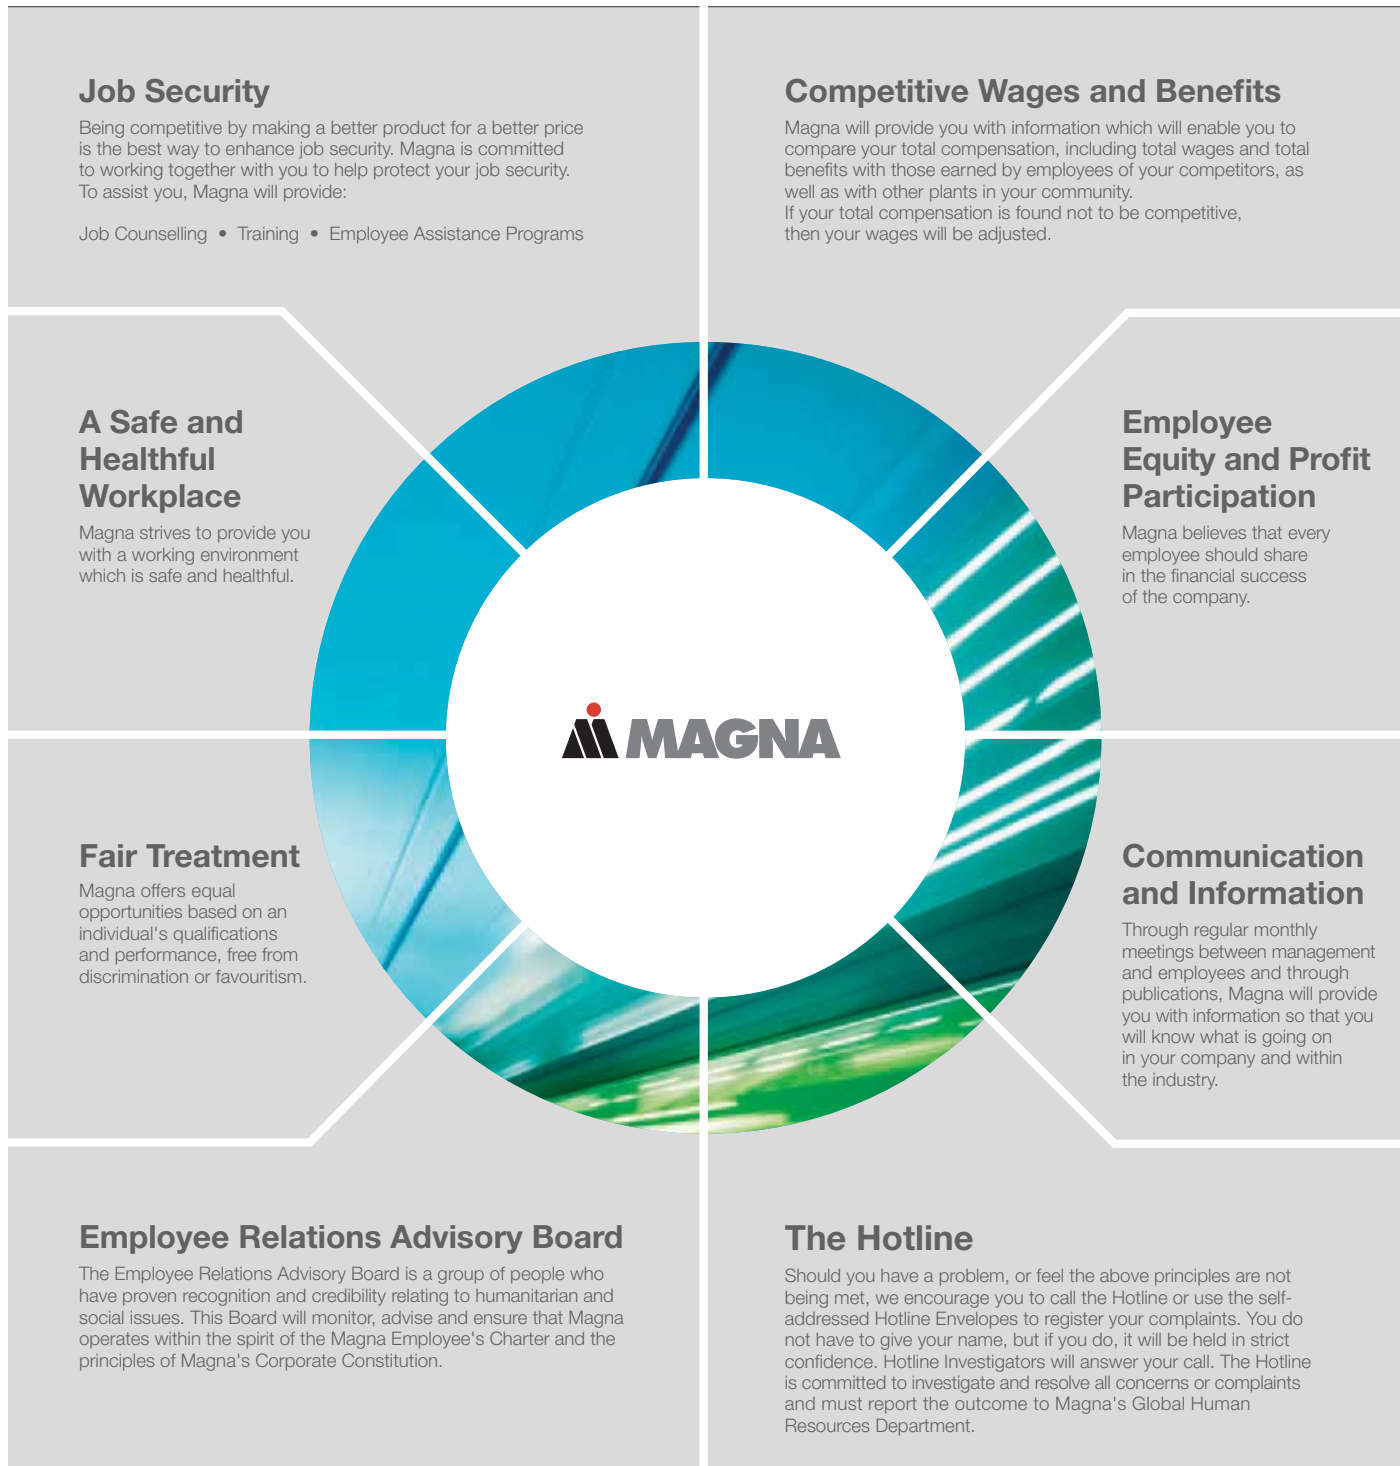 Job Security
Being competitive by making a better product for a better price
is the best way to enhance job security. Magna is committed
to working together with you to help protect your job security.
To assist you, Magna will provide:
Job Counselling • Training • Employee Assistance Programs
Competitive Wages and Benefits
Magna will provide you with information which will enable you to
compare your total compensation, including total wages and total
benefits with those earned by employees of your competitors, as
well as with other plants in your community.
If your total compensation is found not to be competitive,
then your wages will be adjusted.
A Safe and
Healthful
Workplace
Magna strives to provide you
with a working environment
which is safe and healthful.
Employee
Equity and Profit
Participation
Magna believes that every
employee should share
in the financial success
of the company.
MAGNA
Fair Treatment
Magna offers equal
opportunities based on an
individual's qualifications
and performance, free from
discrimination or favouritism.
Communication
and Information
Through regular monthly
meetings between management
and employees and through
publications, Magna will provide
you with information so that you
will know what is going on
in your company and within
the industry.
Employee Relations Advisory Board
The Employee Relations Advisory Board is a group of people who
have proven recognition and credibility relating to humanitarian and
social issues. This Board will monitor, advise and ensure that Magna
operates within the spirit of the Magna Employee's Charter and the
principles of Magna's Corporate Constitution.
The Hotline
Should you have a problem, or feel the above principles are not
being met, we encourage you to call the Hotline or use the self-
addressed Hotline Envelopes to register your complaints. You do
not have to give your name, but if you do, it will be held in strict
confidence. Hotline Investigators will answer your call. The Hotline
is committed to investigate and resolve all concerns or complaints
and must report the outcome to Magna's Global Human
Resources Department.